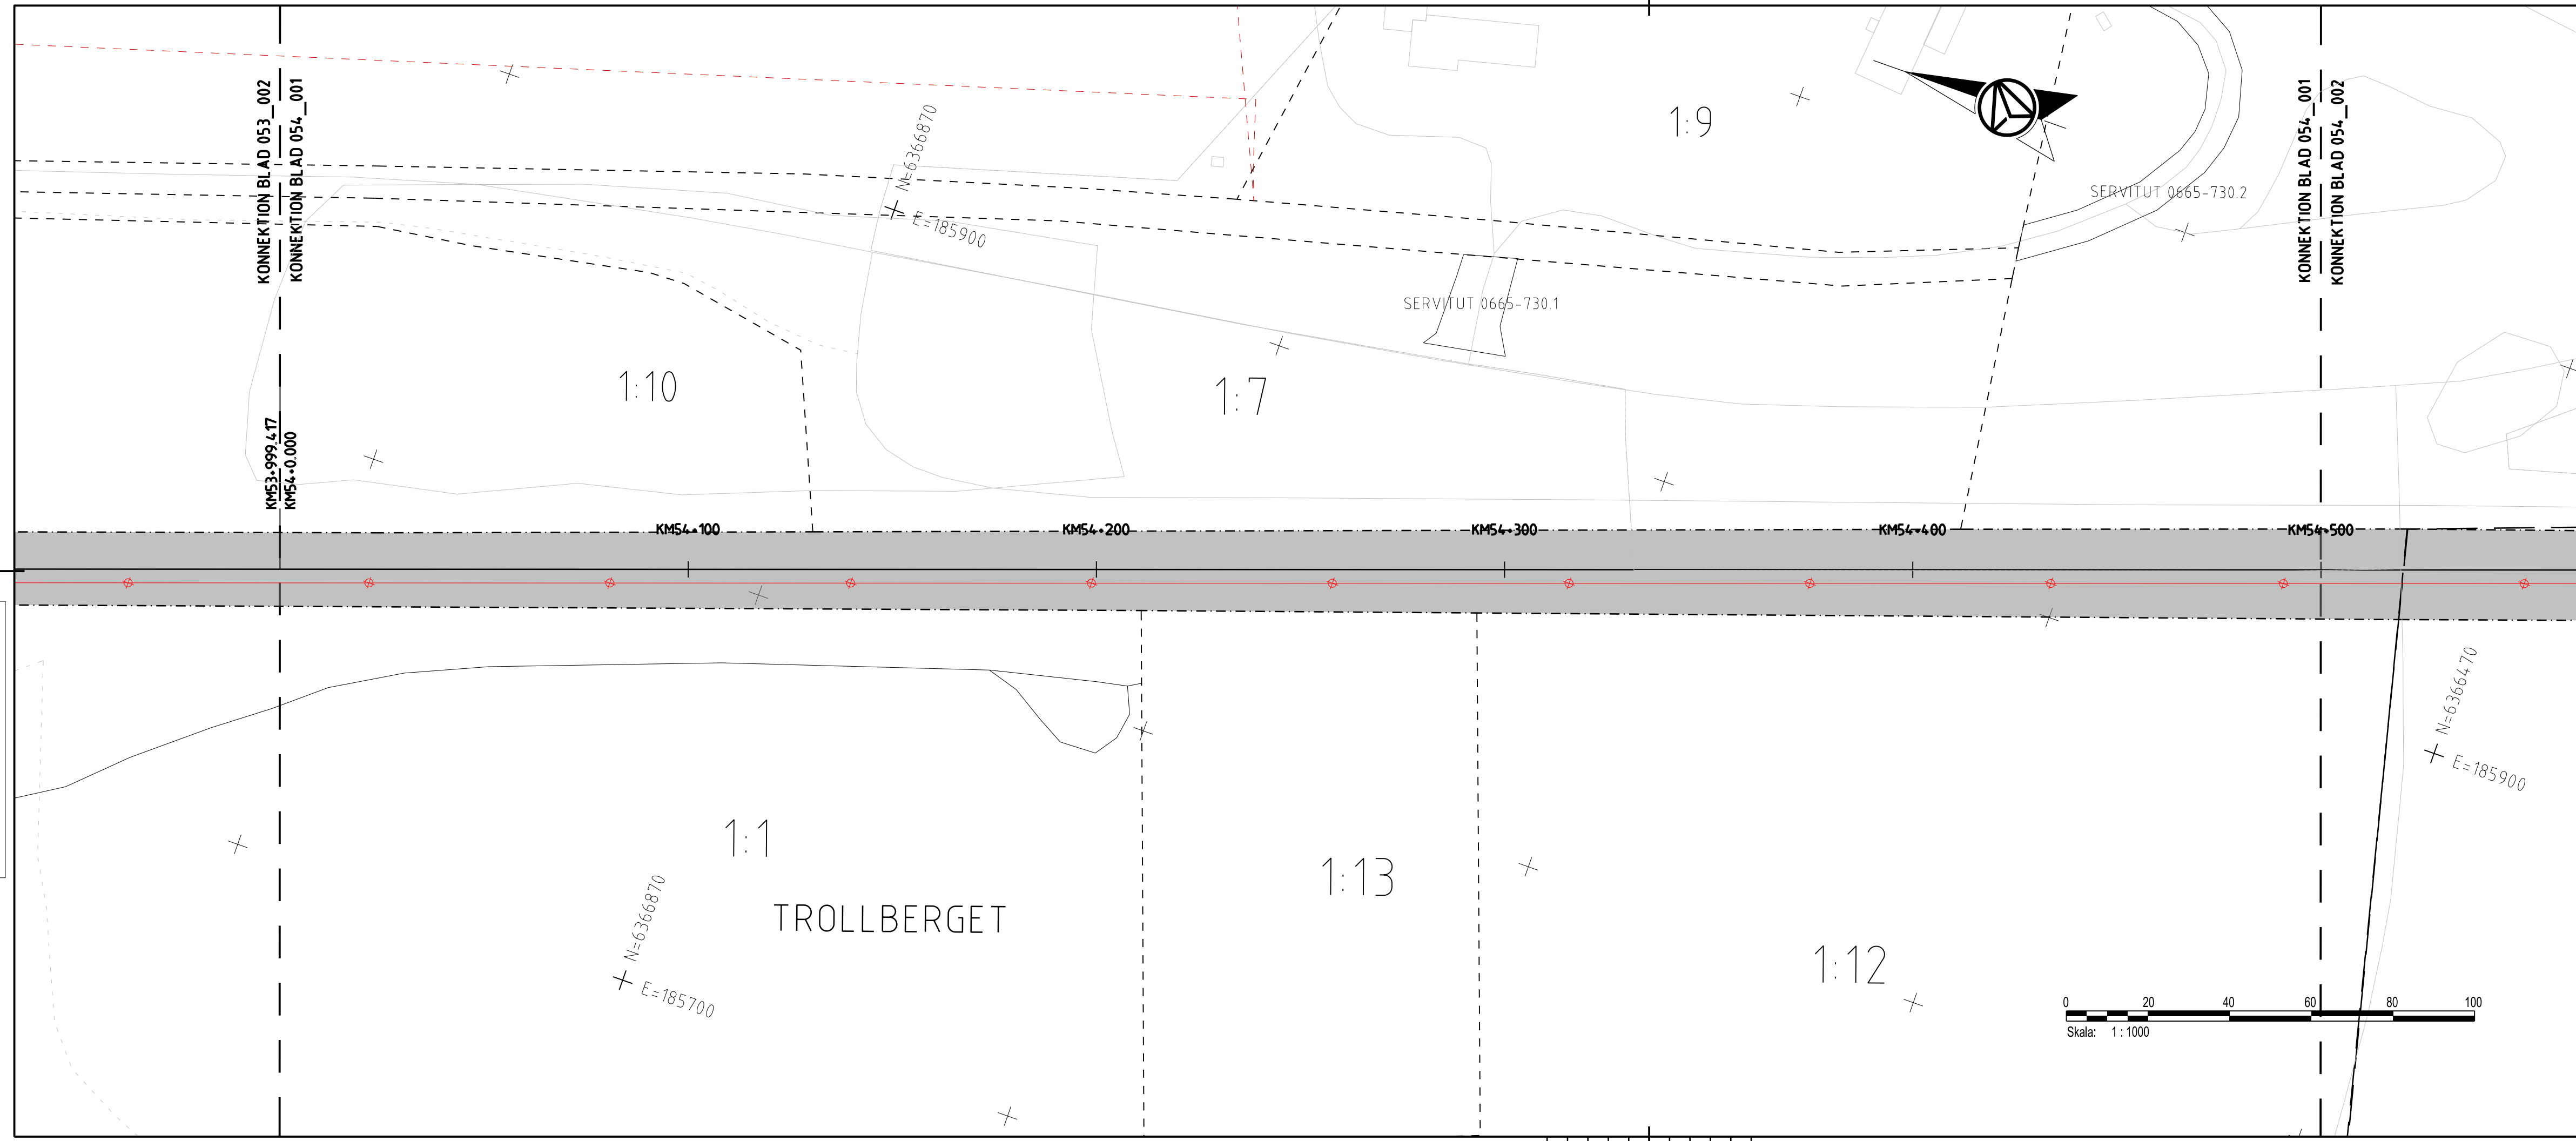 KONNEKTION BLAD 053_002
KONNEKTION BLAD 054_001
N=6366870
E=185900
1:9
SERVITUT 0665-730.2
KONNEKTION BLAD 054_001
KONNEKTION BLAD 054_002
SERVITUT 0665-730.1
1:10
1:7
KM53+999.417
KM54+0.000
KM54+100
KM54+200
KM54+300
KM54+400
KM54+500
N=6366470
E=185900
1:1
1:13
TROLLBERGET
N=6366870
E=185700
1:12
0 20 40 60 80 100
Skala: 1 : 1000